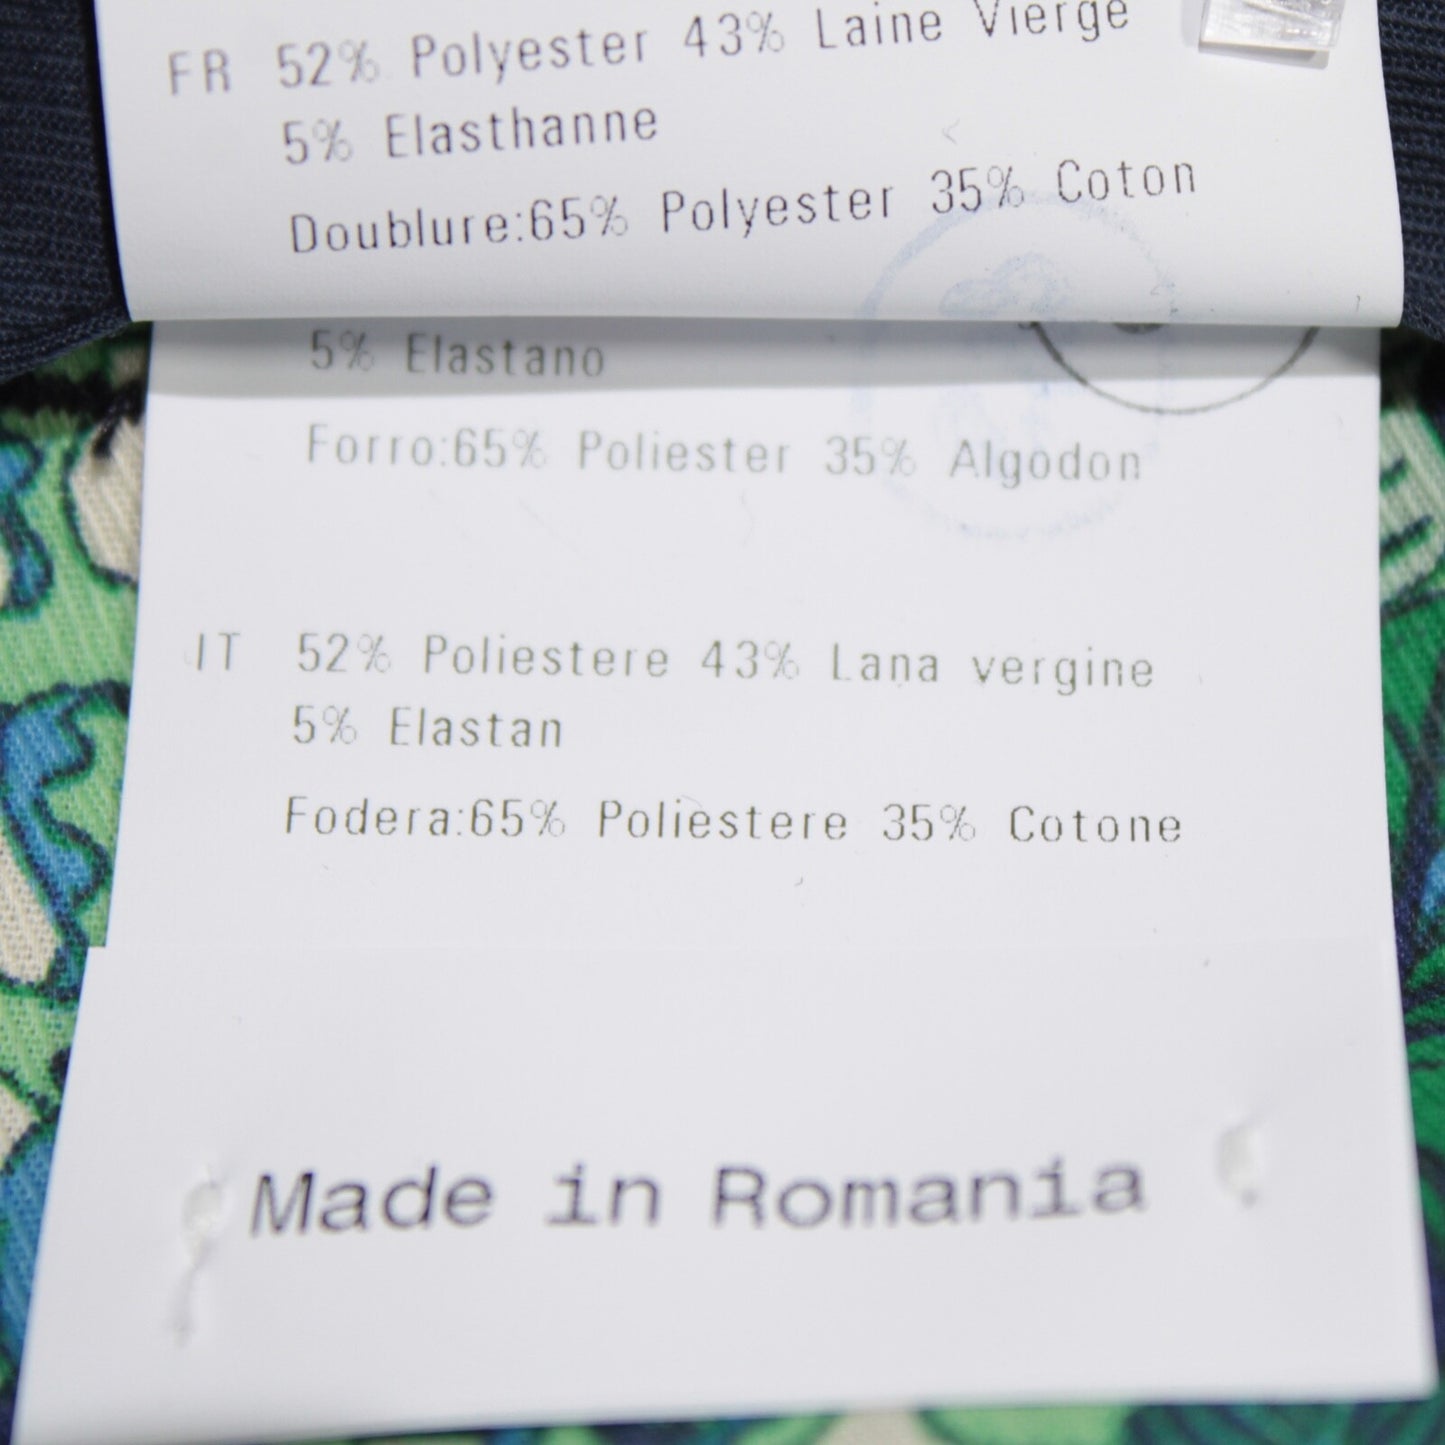 FR 52% Polyester 43% Laine Vierge
5% Elasthanne
Doublure:65% Polyester 35% Coton
5% Elastano
Forro:65% Poliester 35% Algodon
IT 52% Poliestere 43% Lana vergine
5% Elastan
Fodera:65% Poliestere 35% Cotone
Made in Romania